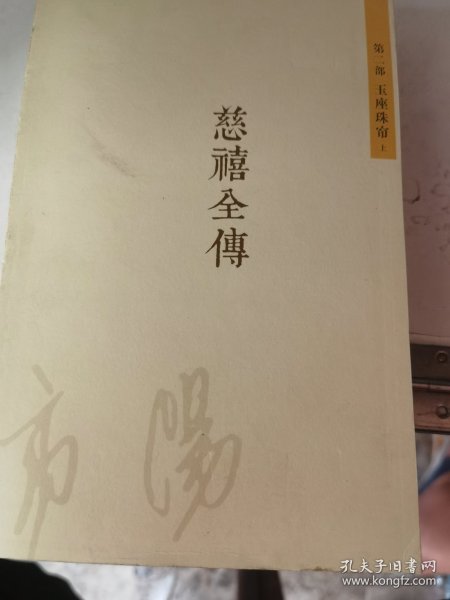 第二部 玉座珠帘 上
慈禧全傳
高陽
孔夫子旧书网
www.kongfz.com